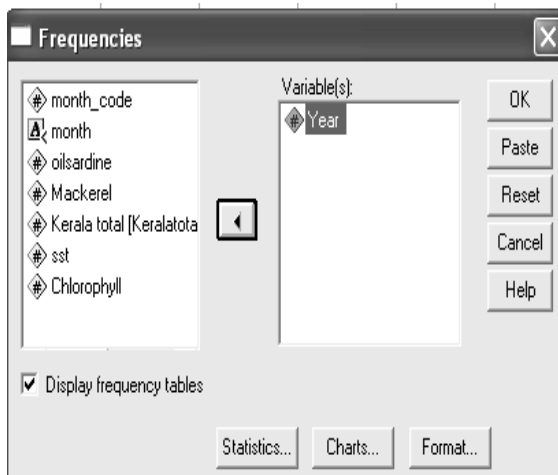 Frequencies
month_code
month
oilsardine
Mackerel
Kerala total [Keralatota
sst
Chlorophyll
Variable(s):
Year
OK
Paste
Reset
Cancel
Help
Display frequency tables
Statistics...
Charts...
Format...